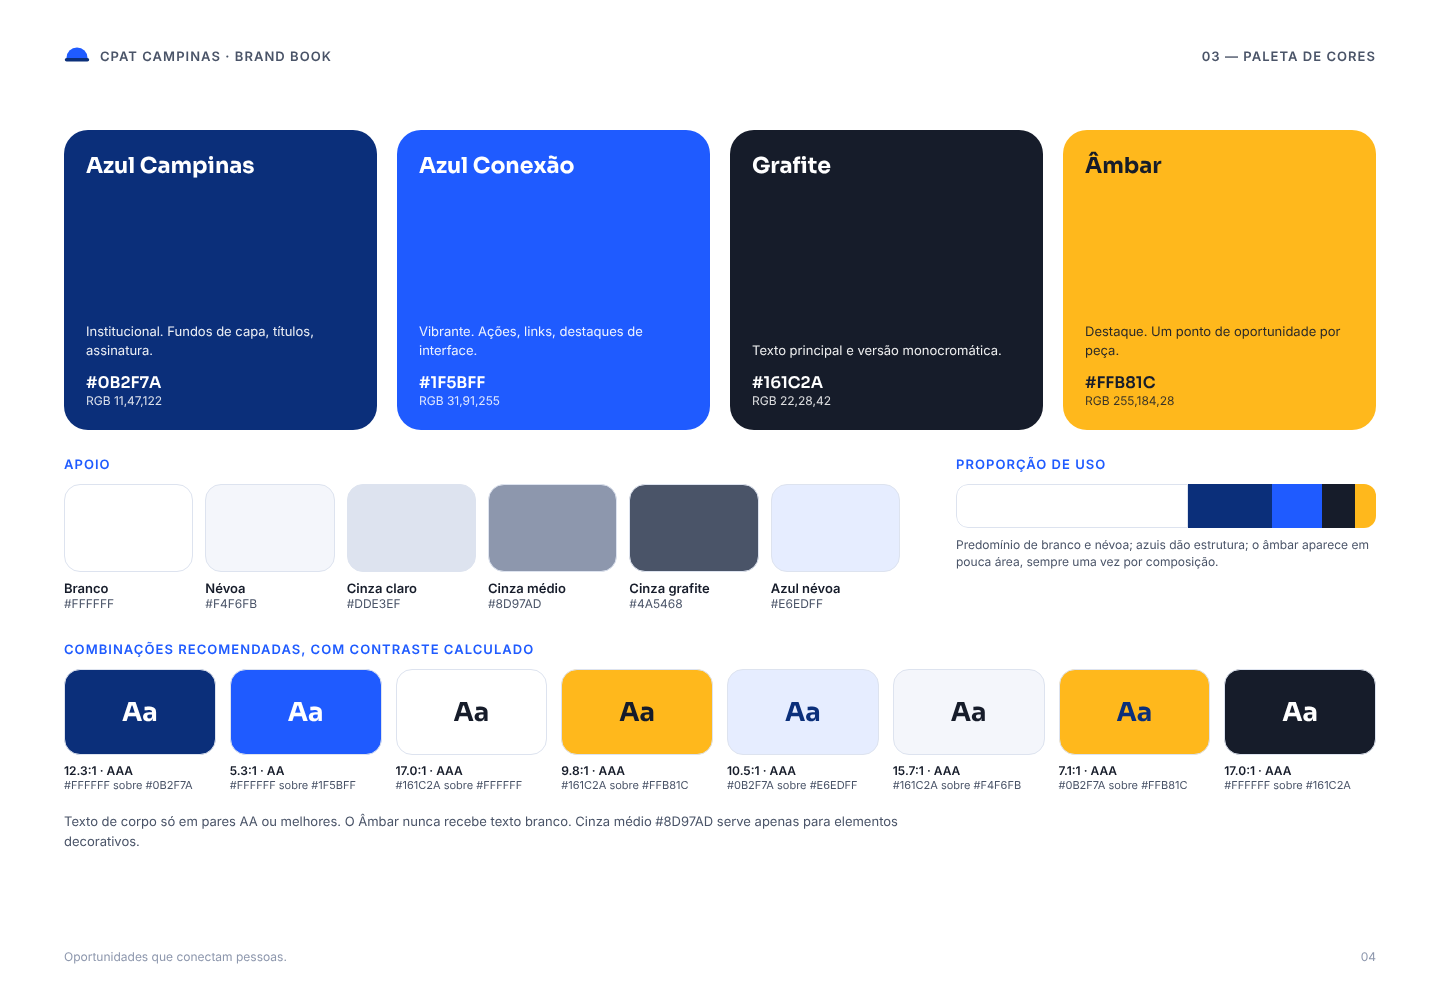 CPAT CAMPINAS · BRAND BOOK
03 — PALETA DE CORES
Azul Campinas
Institucional. Fundos de capa, títulos,
assinatura.
#0B2F7A
RGB 11,47,122
Azul Conexão
Vibrante. Ações, links, destaques de
interface.
#1F5BFF
RGB 31,91,255
Grafite
Texto principal e versão monocromática.
#161C2A
RGB 22,28,42
Âmbar
Destaque. Um ponto de oportunidade por
peça.
#FFB81C
RGB 255,184,28
APOIO
Branco
#FFFFFF
Névoa
#F4F6FB
Cinza claro
#DDE3EF
Cinza médio
#8D97AD
Cinza grafite
#4A5468
Azul névoa
#E6EDFF
PROPORÇÃO DE USO
Predomínio de branco e névoa; azuis dão estrutura; o âmbar aparece em
pouca área, sempre uma vez por composição.
COMBINAÇÕES RECOMENDADAS, COM CONTRASTE CALCULADO
Aa
12.3:1 · AAA
#FFFFFF sobre #0B2F7A
Aa
5.3:1 · AA
#FFFFFF sobre #1F5BFF
Aa
17.0:1 · AAA
#161C2A sobre #FFFFFF
Aa
9.8:1 · AAA
#161C2A sobre #FFB81C
Aa
10.5:1 · AAA
#0B2F7A sobre #E6EDFF
Aa
15.7:1 · AAA
#161C2A sobre #F4F6FB
Aa
7.1:1 · AAA
#0B2F7A sobre #FFB81C
Aa
17.0:1 · AAA
#FFFFFF sobre #161C2A
Texto de corpo só em pares AA ou melhores. O Âmbar nunca recebe texto branco. Cinza médio #8D97AD serve apenas para elementos
decorativos.
Oportunidades que conectam pessoas.
04